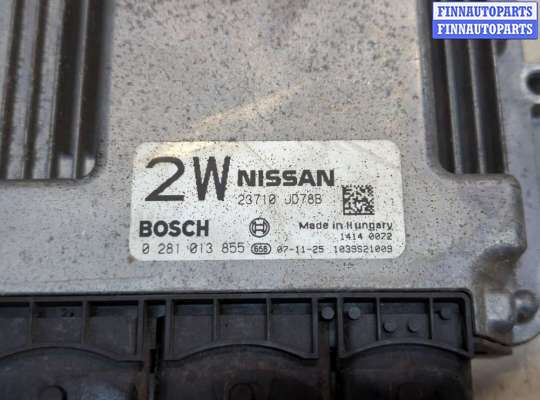 FINNAUTOPARTS
FINNAUTOPARTS
2W NISSAN
23710 JD78B
BOSCH
Made in Hungary
1414 0072
0 281 013 855 656 07-11-25 1039S21009